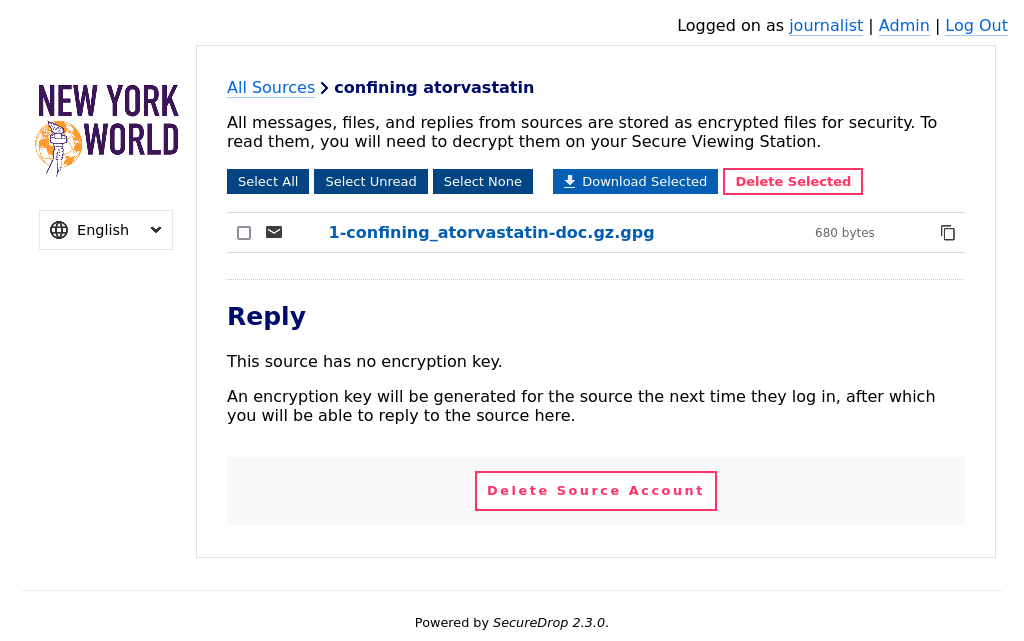 Logged on as journalist | Admin | Log Out
NEW YORK
WORLD
English
All Sources > confining atorvastatin
All messages, files, and replies from sources are stored as encrypted files for security. To
read them, you will need to decrypt them on your Secure Viewing Station.
Select All Select Unread Select None Download Selected Delete Selected
1-confining_atorvastatin-doc.gz.gpg 680 bytes
Reply
This source has no encryption key.
An encryption key will be generated for the source the next time they log in, after which
you will be able to reply to the source here.
Delete Source Account
Powered by SecureDrop 2.3.0.